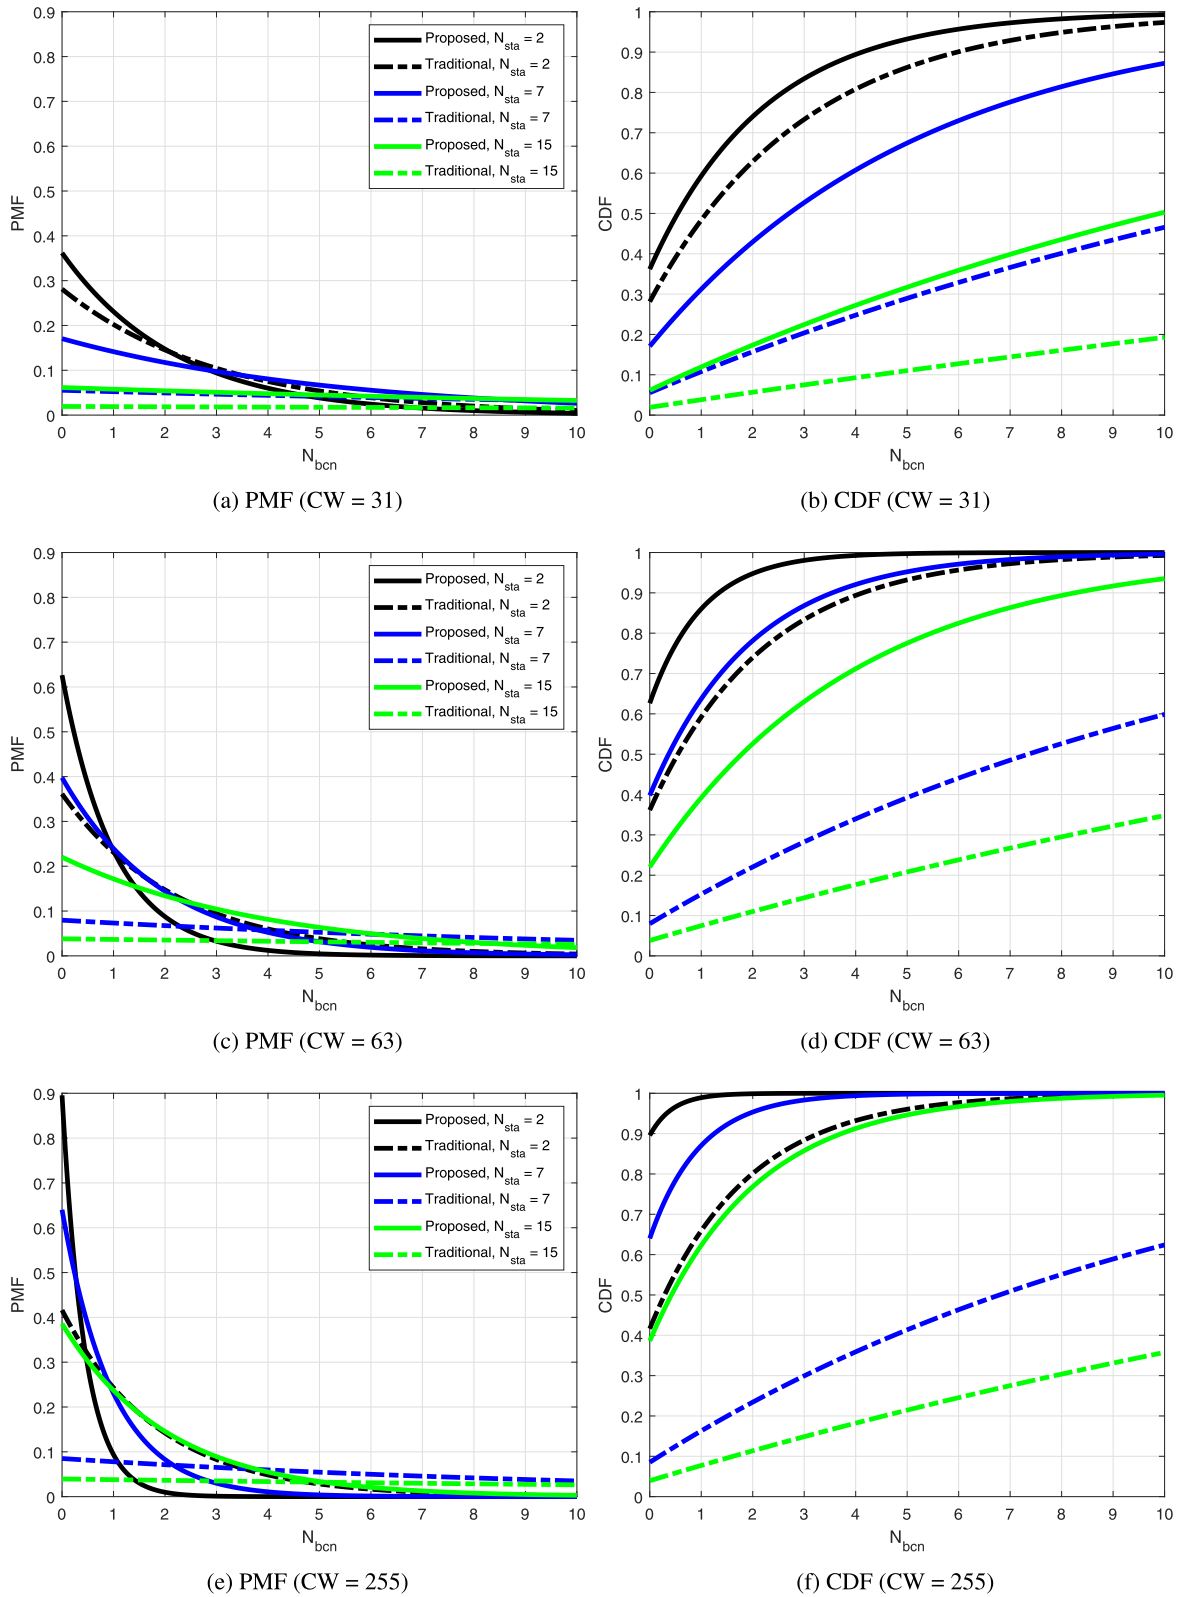 PMF
0.9
0.8
0.7
0.6
0.5
0.4
0.3
0.2
0.1
0
0 1 2 3 4 5 6 7 8 9 10
N_bcn
Proposed, N_sta = 2
Traditional, N_sta = 2
Proposed, N_sta = 7
Traditional, N_sta = 7
Proposed, N_sta = 15
Traditional, N_sta = 15
(a) PMF (CW = 31)
CDF
1
0.9
0.8
0.7
0.6
0.5
0.4
0.3
0.2
0.1
0
0 1 2 3 4 5 6 7 8 9 10
N_bcn
(b) CDF (CW = 31)
PMF
0.9
0.8
0.7
0.6
0.5
0.4
0.3
0.2
0.1
0
0 1 2 3 4 5 6 7 8 9 10
N_bcn
Proposed, N_sta = 2
Traditional, N_sta = 2
Proposed, N_sta = 7
Traditional, N_sta = 7
Proposed, N_sta = 15
Traditional, N_sta = 15
(c) PMF (CW = 63)
CDF
1
0.9
0.8
0.7
0.6
0.5
0.4
0.3
0.2
0.1
0
0 1 2 3 4 5 6 7 8 9 10
N_bcn
(d) CDF (CW = 63)
PMF
0.9
0.8
0.7
0.6
0.5
0.4
0.3
0.2
0.1
0
0 1 2 3 4 5 6 7 8 9 10
N_bcn
Proposed, N_sta = 2
Traditional, N_sta = 2
Proposed, N_sta = 7
Traditional, N_sta = 7
Proposed, N_sta = 15
Traditional, N_sta = 15
(e) PMF (CW = 255)
CDF
1
0.9
0.8
0.7
0.6
0.5
0.4
0.3
0.2
0.1
0
0 1 2 3 4 5 6 7 8 9 10
N_bcn
(f) CDF (CW = 255)